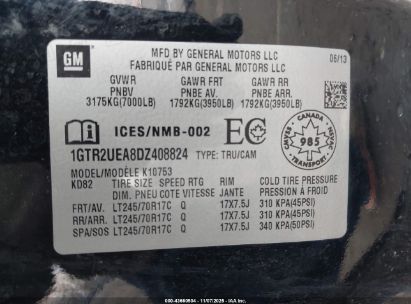 GM
MFD BY GENERAL MOTORS LLC 06/13
FABRIQUÉ PAR GENERAL MOTORS LLC
GVWR GAWR FRT GAWR RR
PNBV PNBE AV. PNBE ARR.
3175KG(7000LB) 1792KG(3950LB) 1792KG(3950LB)
ICES/NMB-002 EC
CANADA
985
TRANSPORT
1GTR2UEA8DZ408824 TYPE: TRU/CAM
MODEL/MODÈLE K10753
KD82 TIRE SIZE SPEED RTG RIM COLD TIRE PRESSURE
DIM. PNEU COTE VITESSE JANTE PRESSION À FROID
FRT/AV. LT245/70R17C Q 17X7.5J 310 KPA(45PSI)
RR/ARR. LT245/70R17C Q 17X7.5J 310 KPA(45PSI)
SPA/SOS LT245/70R17C Q 17X7.5J 340 KPA(50PSI)